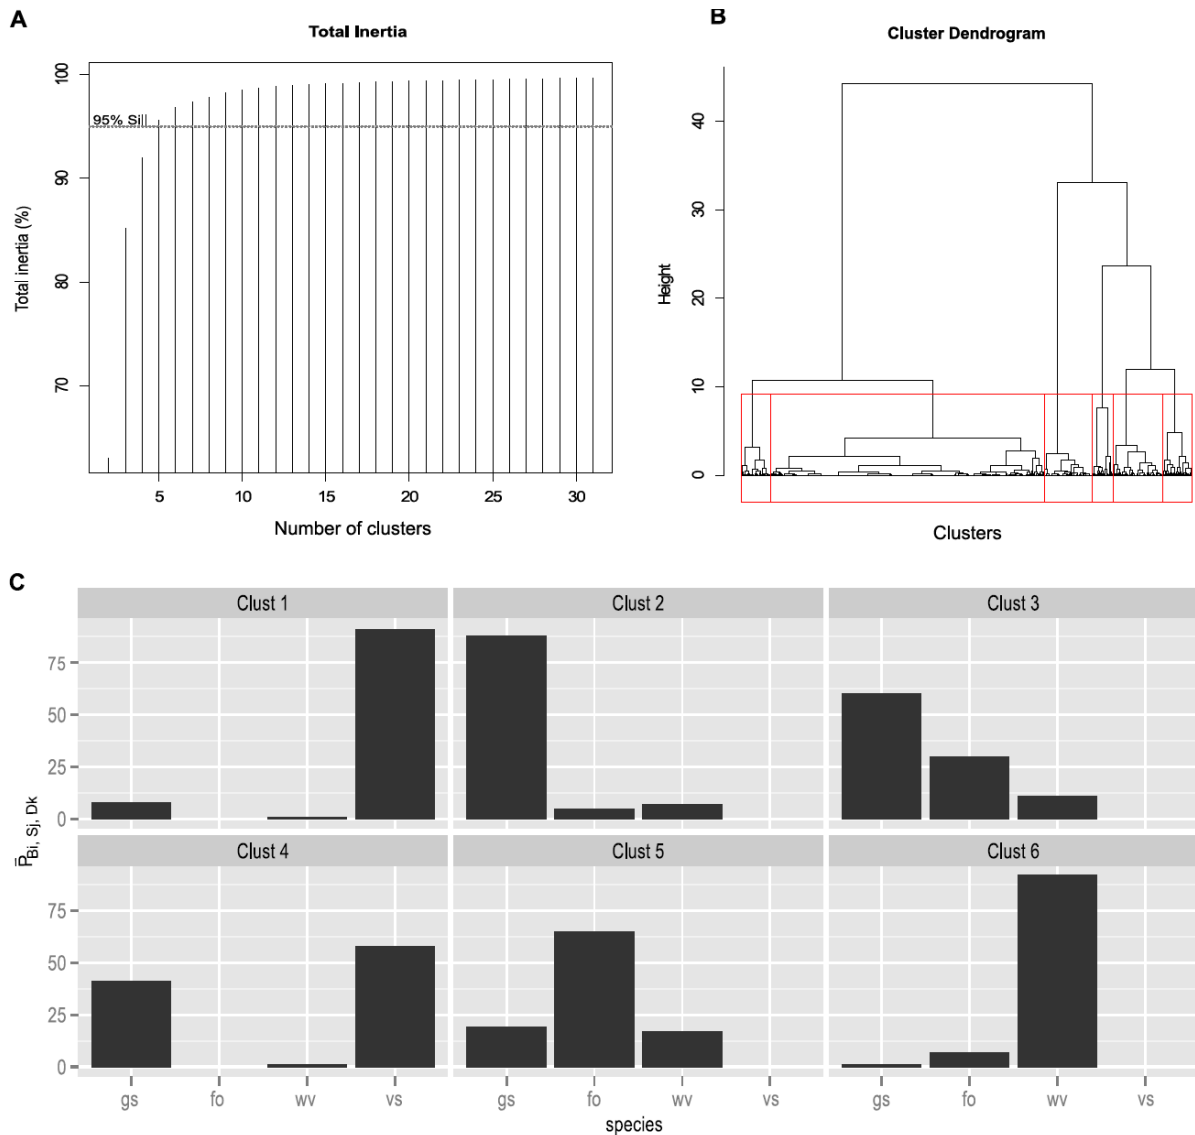 A
Total Inertia
100
90
80
70
95% Sill
Total inertia (%)
5 10 15 20 25 30
Number of clusters
B
Cluster Dendrogram
40
30
20
10
0
Height
Clusters
C
Clust 1 Clust 2 Clust 3
75
50
25
0
Clust 4 Clust 5 Clust 6
75
50
25
0
P̄Bi, Sj, Dk
gs fo wv vs gs fo wv vs gs fo wv vs
species